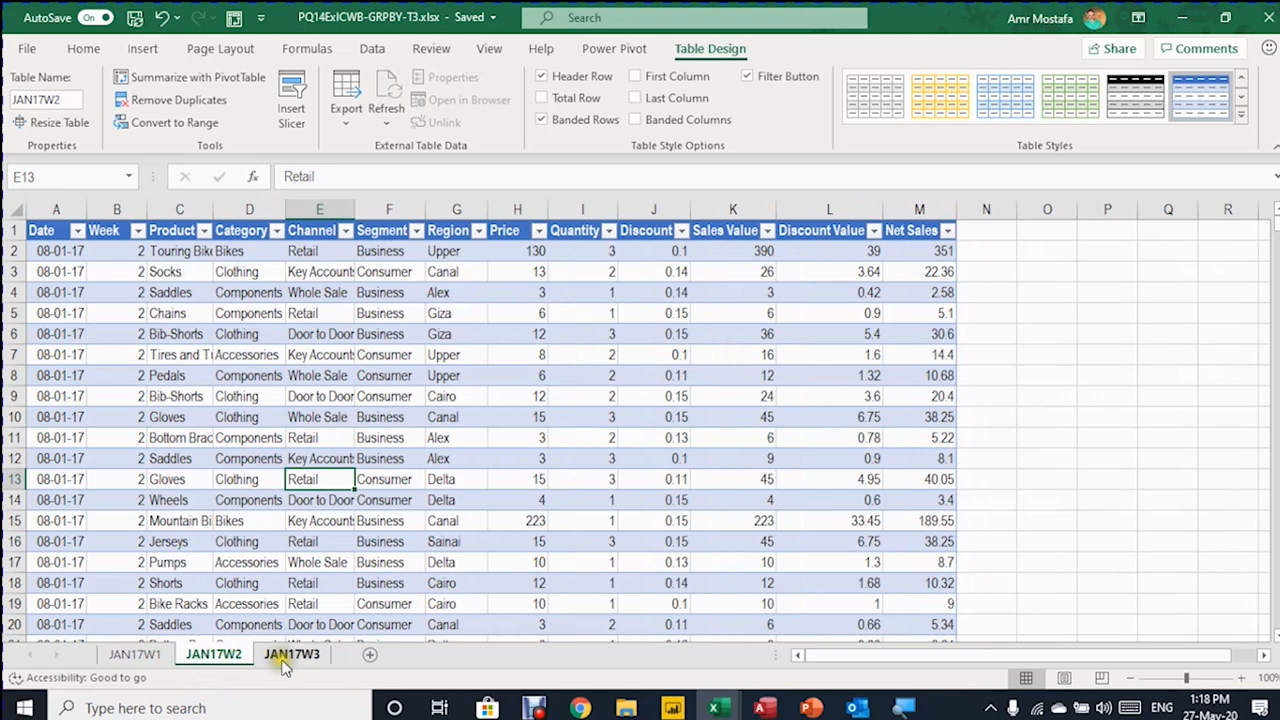 AutoSave On PQ14ExlCWB-GRPBY-T3.xlsx - Saved Search Amr Mostafa
File Home Insert Page Layout Formulas Data Review View Help Power Pivot Table Design Share Comments
Table Name:
JAN17W2
Resize Table
Properties
Summarize with PivotTable
Remove Duplicates
Convert to Range
Tools
Insert
Slicer
Export Refresh
Properties
Unlink
External Table Data
Header Row First Column Filter Button
Total Row Last Column
Banded Rows Banded Columns
Table Style Options
Table Styles
E13 fx Retail
A B C D E F G H I J K L M N O P Q R
1 Date Week Product Category Channel Segment Region Price Quantity Discount Sales Value Discount Value Net Sales
2 08-01-17 2 Touring Bike Bikes Retail Business Upper 130 3 0.1 390 39 351
3 08-01-17 2 Socks Clothing Key Accounts Consumer Canal 13 2 0.14 26 3.64 22.36
4 08-01-17 2 Saddles Components Whole Sale Business Alex 3 1 0.14 3 0.42 2.58
5 08-01-17 2 Chains Components Retail Business Giza 6 1 0.15 6 0.9 5.1
6 08-01-17 2 Bib-Shorts Clothing Door to Door Business Giza 12 3 0.15 36 5.4 30.6
7 08-01-17 2 Tires and T Accessories Key Accounts Consumer Upper 8 2 0.1 16 1.6 14.4
8 08-01-17 2 Pedals Components Whole Sale Consumer Upper 6 2 0.11 12 1.32 10.68
9 08-01-17 2 Bib-Shorts Clothing Door to Door Consumer Cairo 12 2 0.15 24 3.6 20.4
10 08-01-17 2 Gloves Clothing Whole Sale Business Canal 15 3 0.15 45 6.75 38.25
11 08-01-17 2 Bottom Brac Components Retail Business Alex 3 2 0.13 6 0.78 5.22
12 08-01-17 2 Saddles Components Key Accounts Business Alex 3 3 0.1 9 0.9 8.1
13 08-01-17 2 Gloves Clothing Retail Consumer Delta 15 3 0.11 45 4.95 40.05
14 08-01-17 2 Wheels Components Door to Door Consumer Delta 4 1 0.15 4 0.6 3.4
15 08-01-17 2 Mountain Bi Bikes Key Accounts Business Canal 223 1 0.15 223 33.45 189.55
16 08-01-17 2 Jerseys Clothing Retail Business Sainai 15 3 0.15 45 6.75 38.25
17 08-01-17 2 Pumps Accessories Whole Sale Business Delta 10 1 0.13 10 1.3 8.7
18 08-01-17 2 Shorts Clothing Retail Business Cairo 12 1 0.14 12 1.68 10.32
19 08-01-17 2 Bike Racks Accessories Retail Consumer Cairo 10 1 0.1 10 1 9
20 08-01-17 2 Saddles Components Door to Door Consumer Cairo 3 2 0.11 6 0.66 5.34
JAN17W1 JAN17W2 JAN17W3
Accessibility: Good to go 100%
Type here to search ENG 1:18 PM
27-May-20